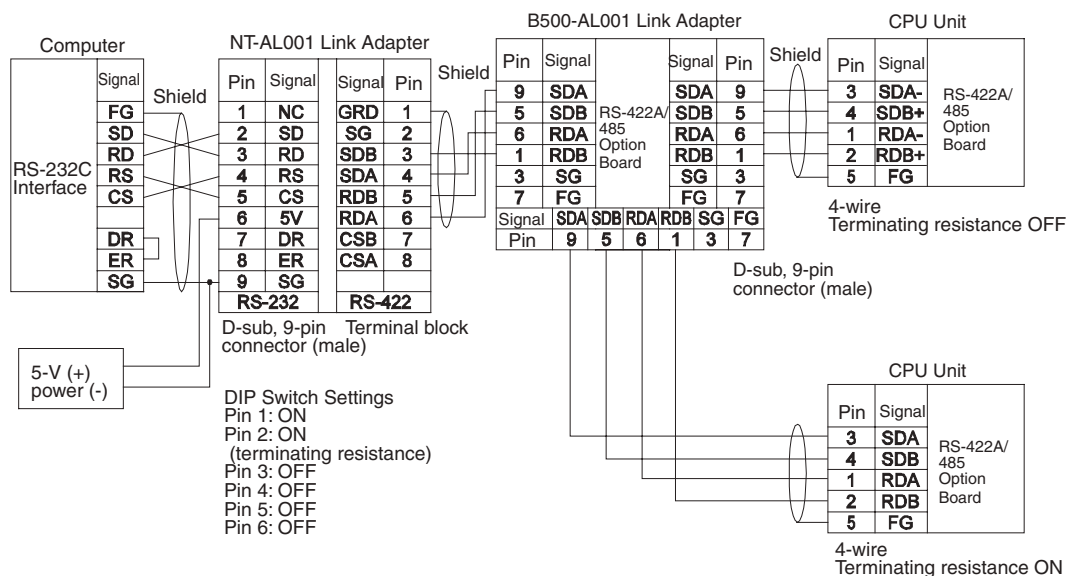 B500-AL001 Link Adapter
CPU Unit
Computer
NT-AL001 Link Adapter
Signal
FG
SD
RD
RS
CS
DR
ER
SG
RS-232C
Interface
Shield
Pin Signal
1 NC
2 SD
3 RD
4 RS
5 CS
6 5V
7 DR
8 ER
9 SG
RS-232
Signal Pin
GRD 1
SG 2
SDB 3
SDA 4
RDB 5
RDA 6
CSB 7
CSA 8
RS-422
D-sub, 9-pin
connector (male)
Terminal block
Shield
Pin Signal
9 SDA
5 SDB
6 RDA
1 RDB
3 SG
7 FG
RS-422A/
485
Option
Board
Signal Pin
SDA 9
SDB 5
RDA 6
RDB 1
SG 3
FG 7
Signal SDA SDB RDA RDB SG FG
Pin 9 5 6 1 3 7
D-sub, 9-pin
connector (male)
Shield
Pin Signal
3 SDA-
4 SDB+
1 RDA-
2 RDB+
5 FG
RS-422A/
485
Option
Board
4-wire
Terminating resistance OFF
5-V (+)
power (-)
DIP Switch Settings
Pin 1: ON
Pin 2: ON
(terminating resistance)
Pin 3: OFF
Pin 4: OFF
Pin 5: OFF
Pin 6: OFF
CPU Unit
Pin Signal
3 SDA
4 SDB
1 RDA
2 RDB
5 FG
RS-422A/
485
Option
Board
4-wire
Terminating resistance ON